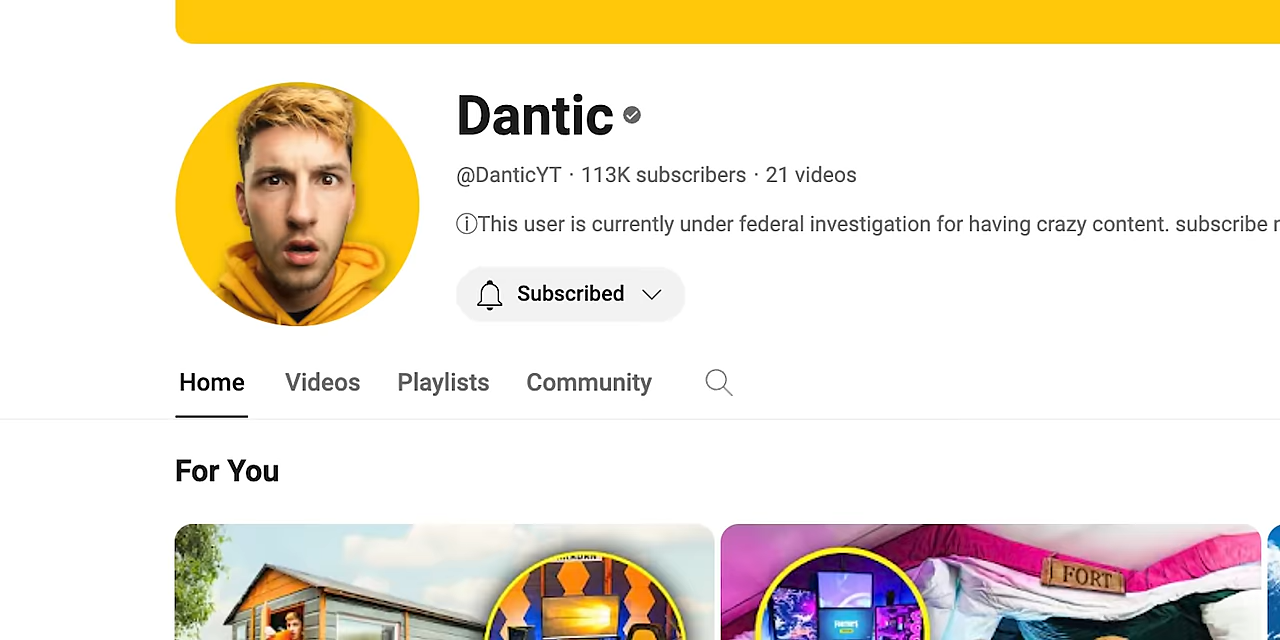 Dantic
@DanticYT · 113K subscribers · 21 videos
ⓘThis user is currently under federal investigation for having crazy content. subscribe
Subscribed
Home Videos Playlists Community
For You
FORT